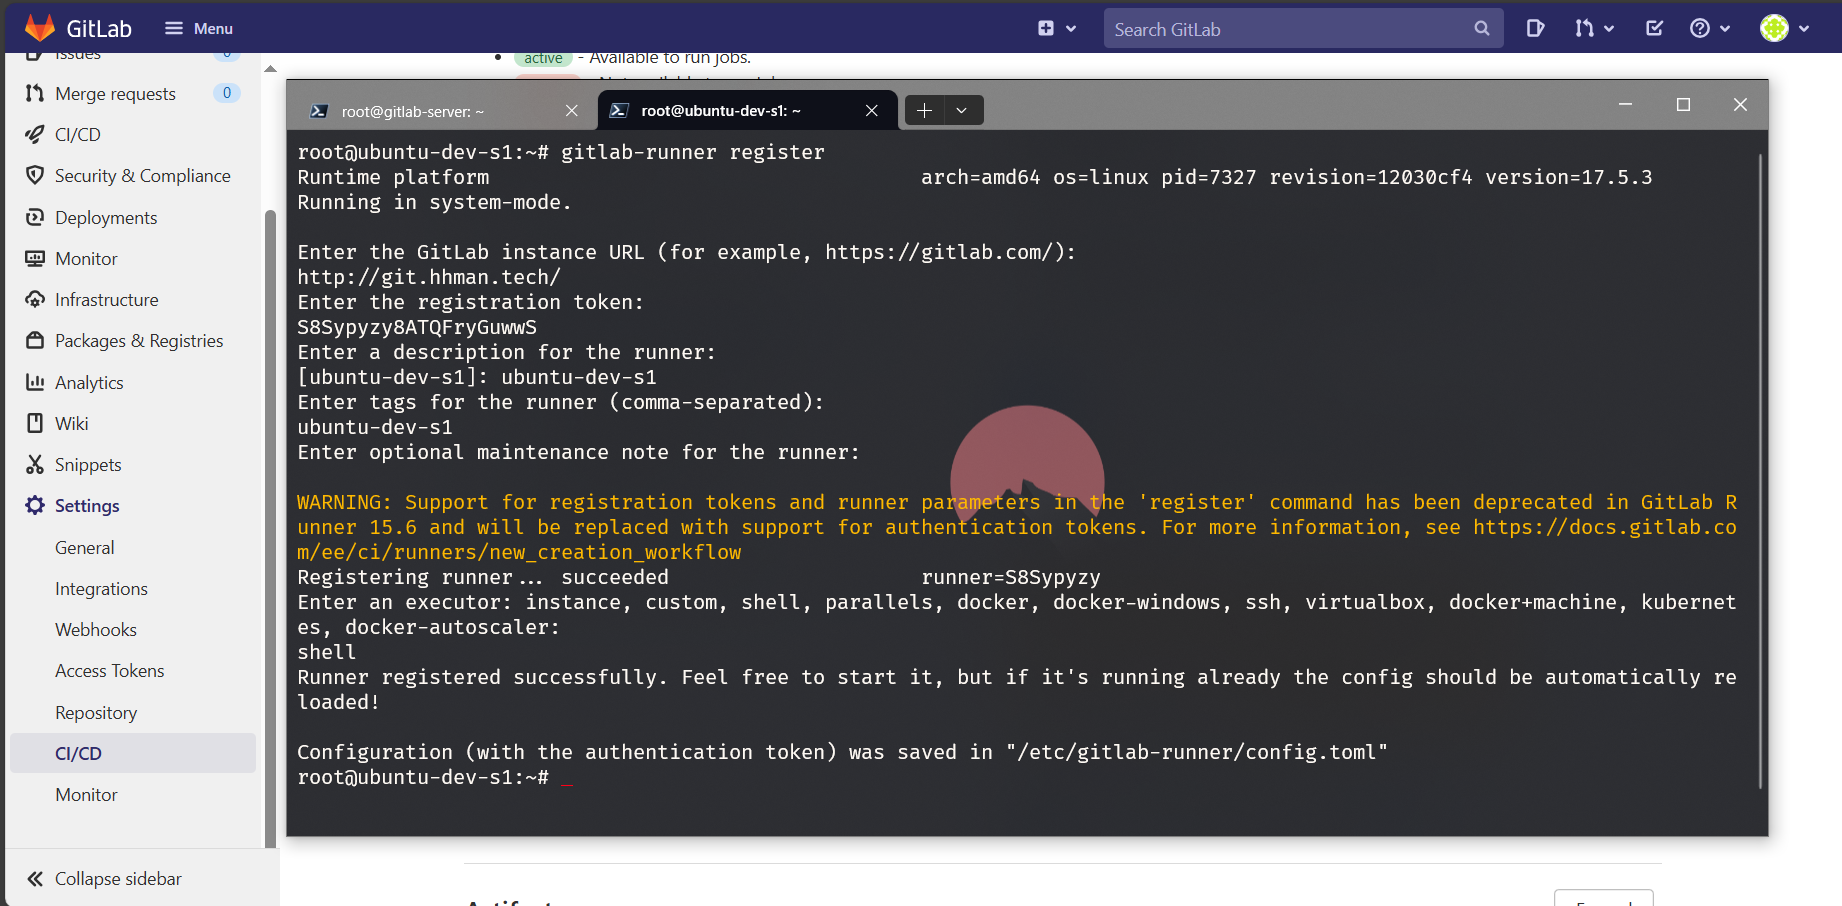 GitLab
Menu
Search GitLab
Issues 0
Merge requests 0
CI/CD
Security & Compliance
Deployments
Monitor
Infrastructure
Packages & Registries
Analytics
Wiki
Snippets
Settings
General
Integrations
Webhooks
Access Tokens
Repository
CI/CD
Monitor
Collapse sidebar
active - Available to run jobs.
root@gitlab-server: ~
root@ubuntu-dev-s1: ~
root@ubuntu-dev-s1:~# gitlab-runner register
Runtime platform arch=amd64 os=linux pid=7327 revision=12030cf4 version=17.5.3
Running in system-mode.
Enter the GitLab instance URL (for example, https://gitlab.com/):
http://git.hhman.tech/
Enter the registration token:
S8Sypyzy8ATQFryGuwwS
Enter a description for the runner:
[ubuntu-dev-s1]: ubuntu-dev-s1
Enter tags for the runner (comma-separated):
ubuntu-dev-s1
Enter optional maintenance note for the runner:
WARNING: Support for registration tokens and runner parameters in the 'register' command has been deprecated in GitLab R
unner 15.6 and will be replaced with support for authentication tokens. For more information, see https://docs.gitlab.co
m/ee/ci/runners/new_creation_workflow
Registering runner... succeeded runner=S8Sypyzy
Enter an executor: instance, custom, shell, parallels, docker, docker-windows, ssh, virtualbox, docker+machine, kubernet
es, docker-autoscaler:
shell
Runner registered successfully. Feel free to start it, but if it's running already the config should be automatically re
loaded!
Configuration (with the authentication token) was saved in "/etc/gitlab-runner/config.toml"
root@ubuntu-dev-s1:~# _